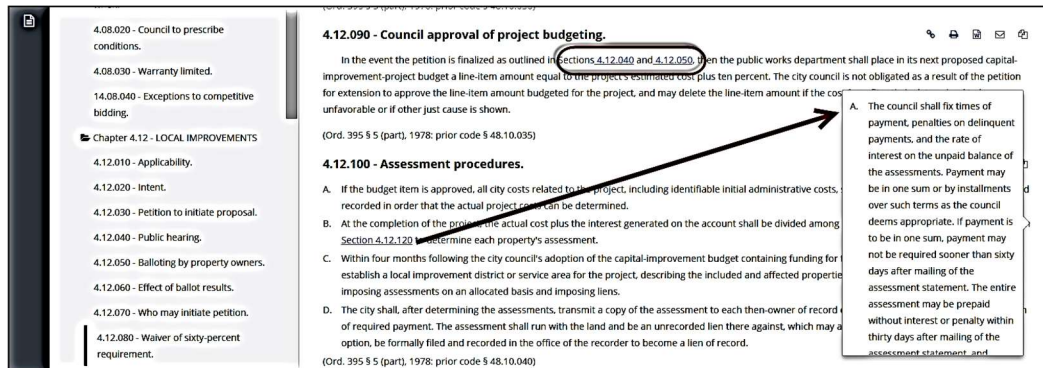 4.08.020 - Council to prescribe
conditions.
4.08.030 - Warranty limited.
14.08.040 - Exceptions to competitive
bidding.
Chapter 4.12 - LOCAL IMPROVEMENTS
4.12.010 - Applicability.
4.12.020 - Intent.
4.12.030 - Petition to initiate proposal.
4.12.040 - Public hearing.
4.12.050 - Balloting by property owners.
4.12.060 - Effect of ballot results.
4.12.070 - Who may initiate petition.
4.12.080 - Waiver of sixty-percent
requirement.
4.12.090 - Council approval of project budgeting.
In the event the petition is finalized as outlined in Sections 4.12.040 and 4.12.050, then the public works department shall place in its next proposed capital-
improvement-project budget a line-item amount equal to the project's estimated cost plus ten percent. The city council is not obligated as a result of the petition
for extension to approve the line-item amount budgeted for the project, and may delete the line-item amount if the
unfavorable or if other just cause is shown.
(Ord. 395 § 5 (part), 1978: prior code § 48.10.035)
4.12.100 - Assessment procedures.
A. If the budget item is approved, all city costs related to the project, including identifiable initial administrative costs,
recorded in order that the actual project costs can be determined.
B. At the completion of the project, the actual cost plus the interest generated on the account shall be divided among
Section 4.12.120 to determine each property's assessment.
C. Within four months following the city council's adoption of the capital-improvement budget containing funding for
establish a local improvement district or service area for the project, describing the included and affected
imposing assessments on an allocated basis and imposing liens.
D. The city shall, after determining the assessments, transmit a copy of the assessment to each then-owner of record
of required payment. The assessment shall run with the land and be an unrecorded lien there against, which may
option, be formally filed and recorded in the office of the recorder to become a lien of record.
(Ord. 395 § 5 (part), 1978: prior code § 48.10.040)
A. The council shall fix times of
payment, penalties on delinquent
payments, and the rate of
interest on the unpaid balance of
the assessments. Payment may
be in one sum or by installments
over such terms as the council
deems appropriate. If payment is
to be in one sum, payment may
not be required sooner than sixty
days after mailing of the
assessment statement. The entire
assessment may be prepaid
without interest or penalty within
thirty days after mailing of the
assessment statement, and